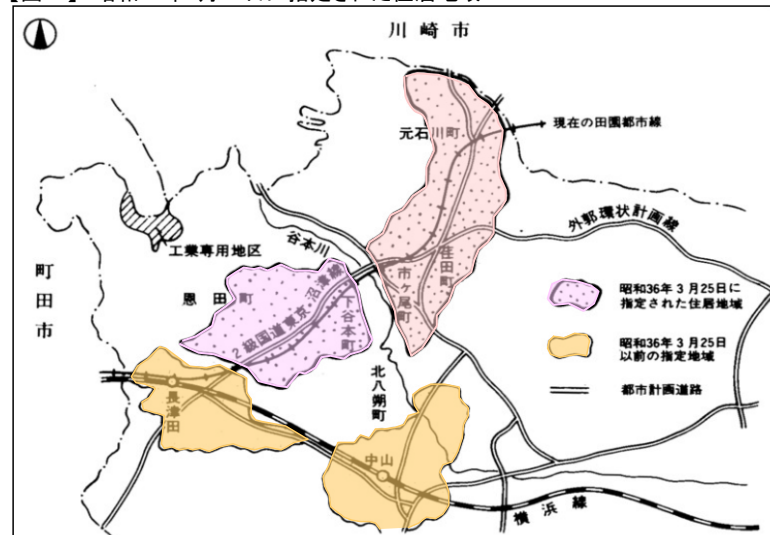 川崎市
元石川町
現在の田園都市線
外郭環状計画線
谷本川
工業専用地区
荏田町
市ヶ尾町
町田市
恩田町
2級国道東京沼津線
下谷本町
昭和36年3月25日に
指定された住居地域
昭和36年3月25日
以前の指定地域
都市計画道路
北八朔町
長津田
中山
横浜線